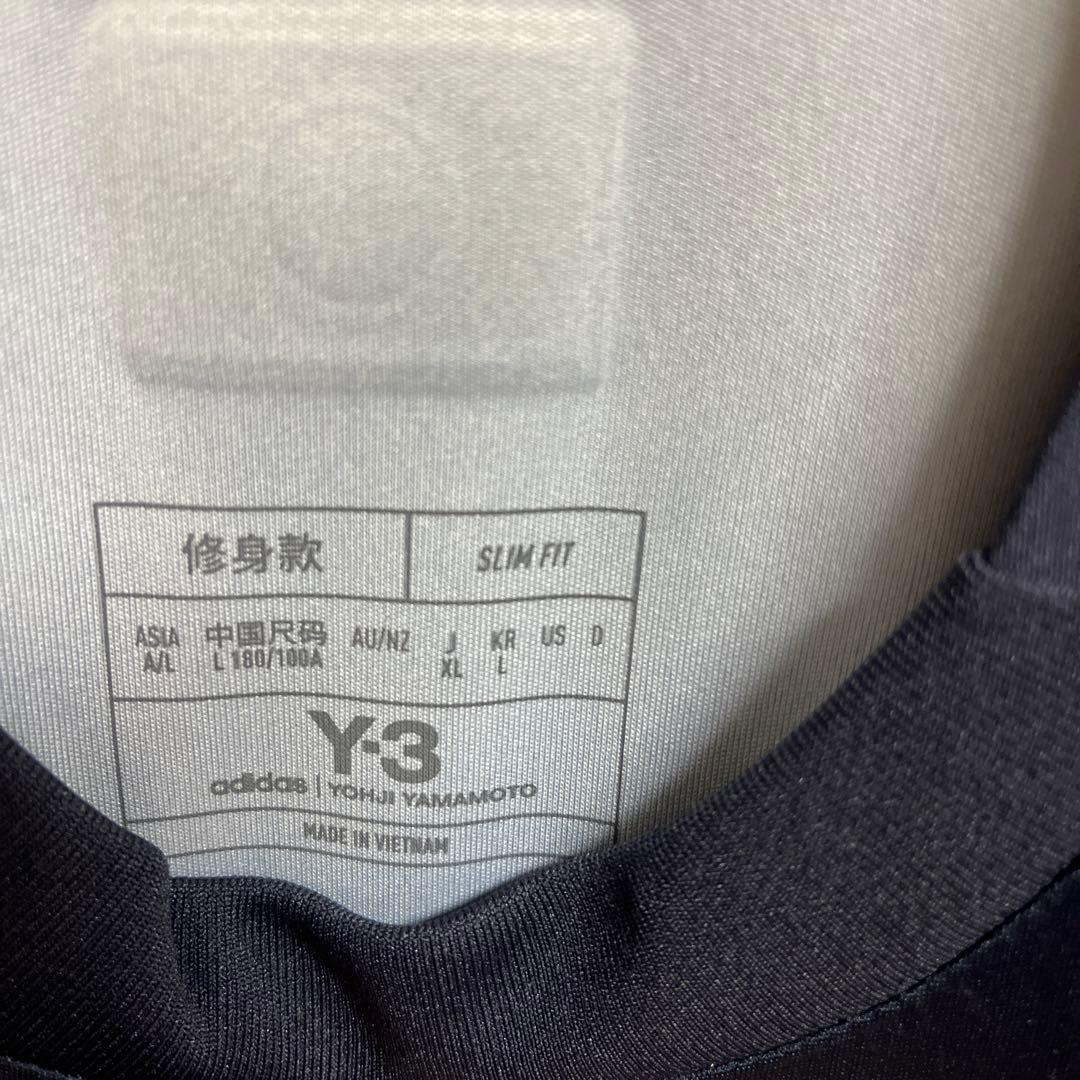 修身款 SLIM FIT
ASIA 中国尺码 AU/NZ J KR US D
A/L L 180/100A XL L
Y-3
adidas | YOHJI YAMAMOTO
MADE IN VIETNAM